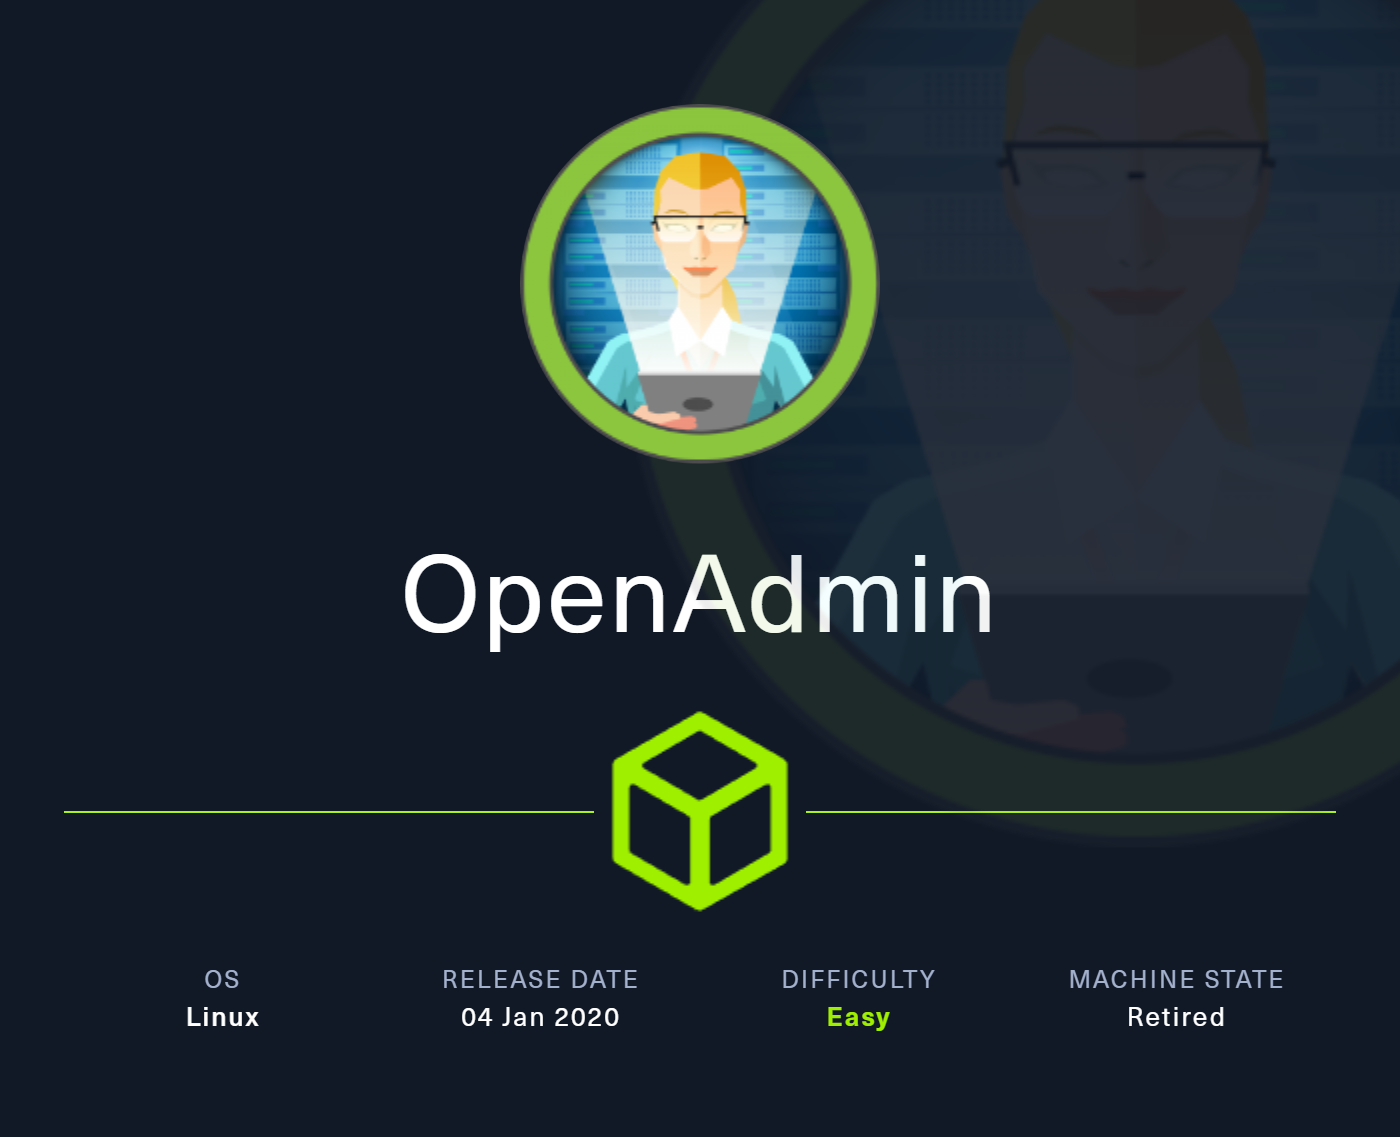 OpenAdmin
OS
Linux
RELEASE DATE
04 Jan 2020
DIFFICULTY
Easy
MACHINE STATE
Retired